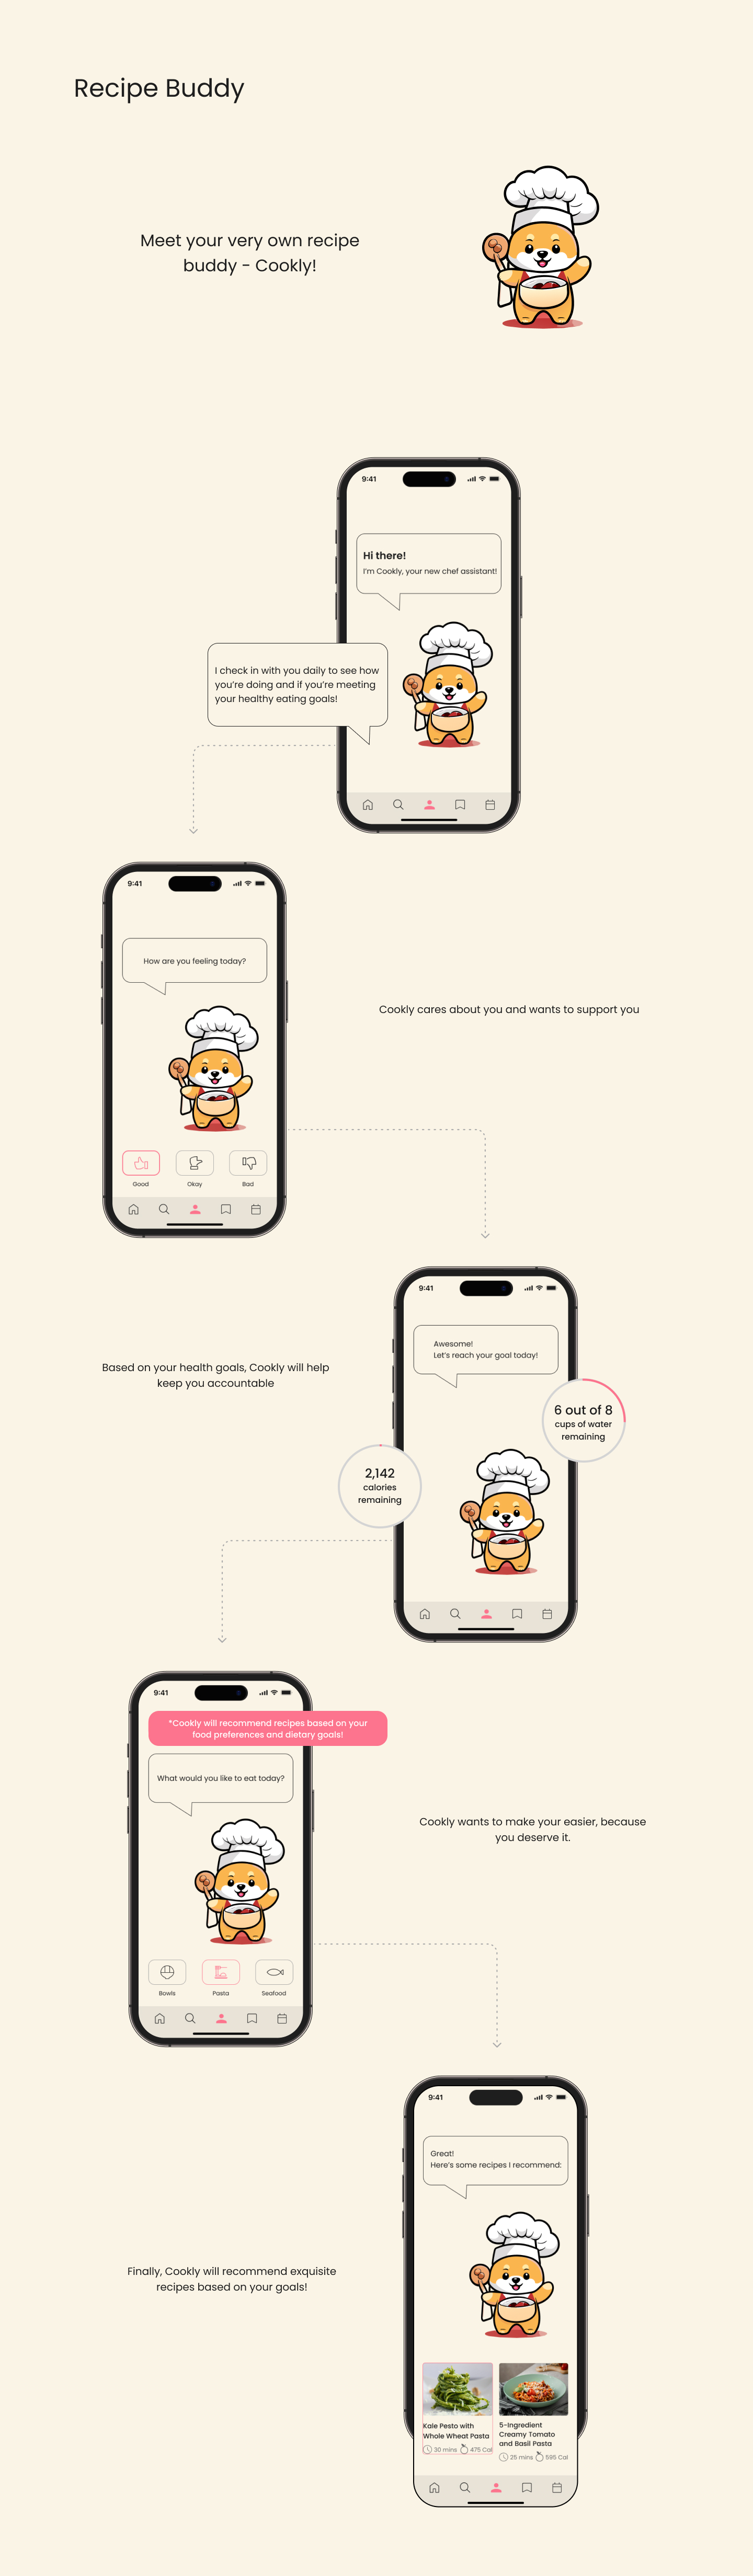 Recipe Buddy
Meet your very own recipe
buddy - Cookly!
9:41
Hi there!
I'm Cookly, your new chef assistant!
I check in with you daily to see how
you're doing and if you're meeting
your healthy eating goals!
9:41
How are you feeling today?
Good
Okay
Bad
Cookly cares about you and wants to support you
9:41
Awesome!
Let's reach your goal today!
6 out of 8
cups of water
remaining
Based on your health goals, Cookly will help
keep you accountable
2,142
calories
remaining
9:41
*Cookly will recommend recipes based on your
food preferences and dietary goals!
What would you like to eat today?
Bowls
Pasta
Seafood
Cookly wants to make your easier, because
you deserve it.
9:41
Great!
Here's some recipes I recommend:
Finally, Cookly will recommend exquisite
recipes based on your goals!
Kale Pesto with
Whole Wheat Pasta
30 mins 475 Cal
5-Ingredient
Creamy Tomato
and Basil Pasta
25 mins 595 Cal